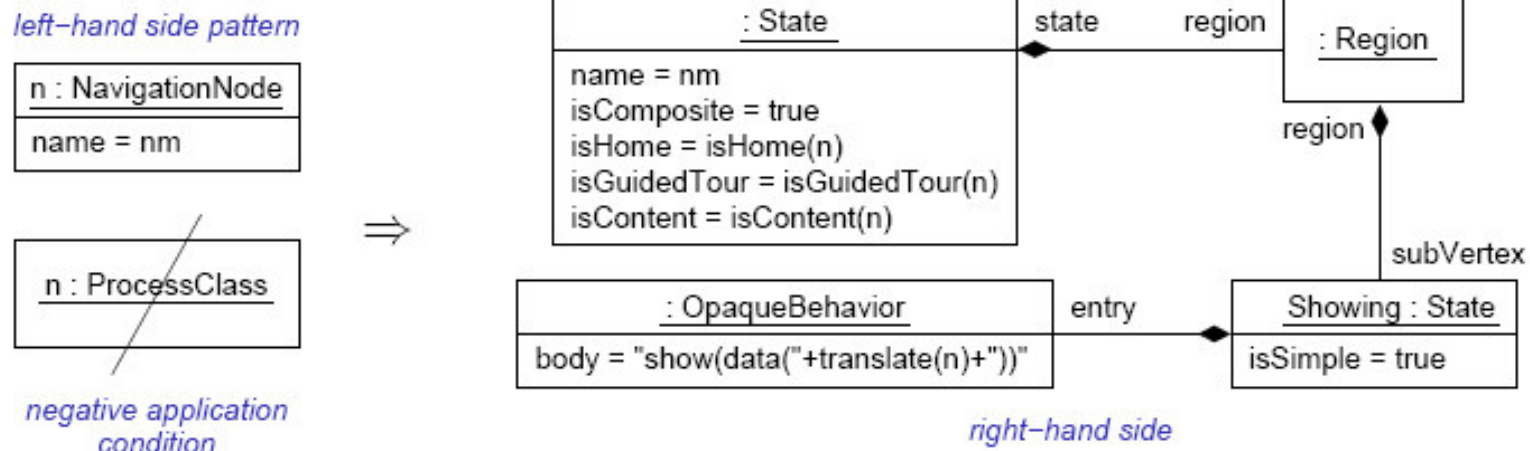 left−hand side pattern
n : NavigationNode
name = nm
n : ProcessClass
negative application
condition
⇒
: State
name = nm
isComposite = true
isHome = isHome(n)
isGuidedTour = isGuidedTour(n)
isContent = isContent(n)
state
region
: Region
region
subVertex
: OpaqueBehavior
body = "show(data("+translate(n)+"))"
entry
Showing : State
isSimple = true
right−hand side